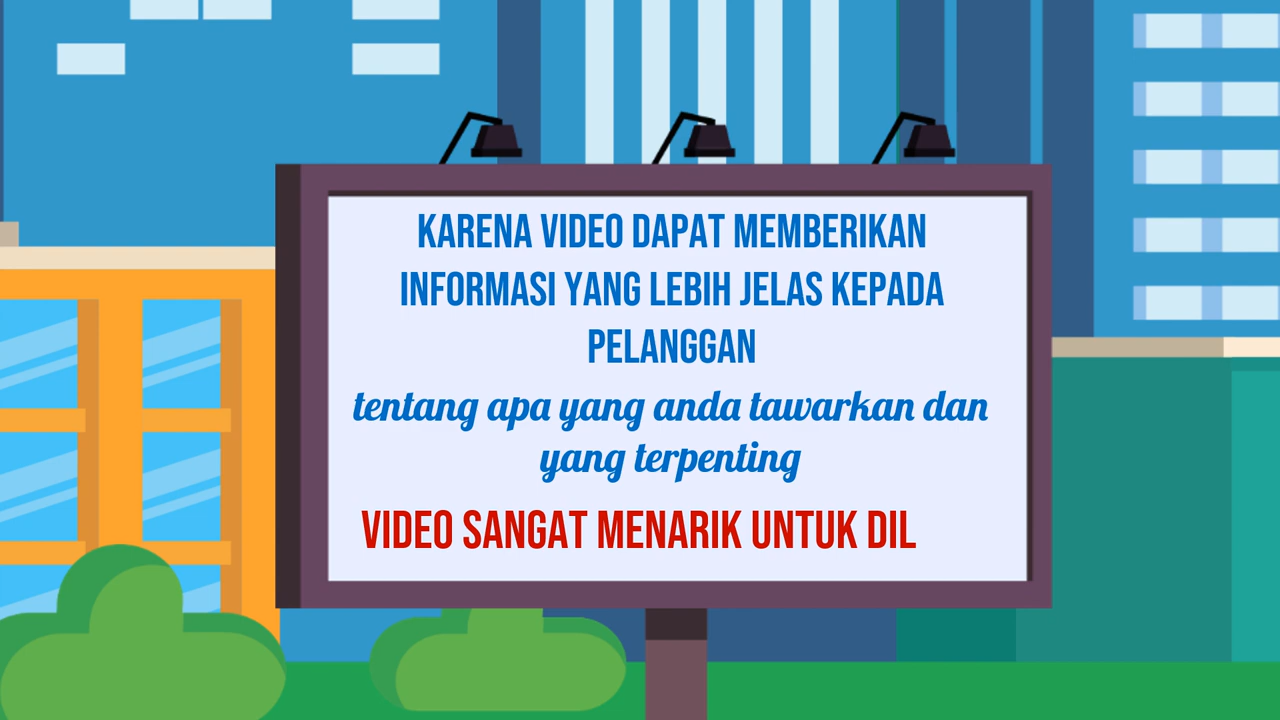 KARENA VIDEO DAPAT MEMBERIKAN
INFORMASI YANG LEBIH JELAS KEPADA
PELANGGAN
tentang apa yang anda tawarkan dan
yang terpenting
VIDEO SANGAT MENARIK UNTUK DIL